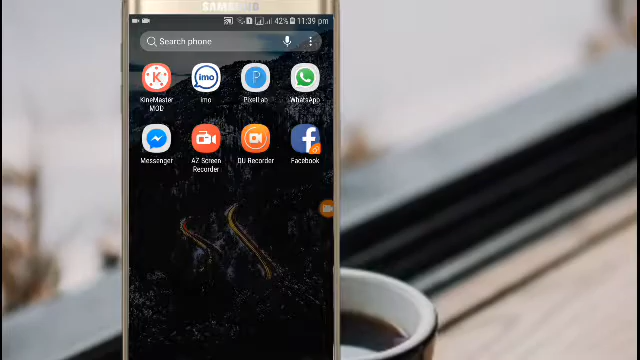 SAMSUNG
42% 11:39 pm
Search phone
KineMaster MOD
imo
imo
PixelLab
WhatsApp
Messenger
AZ Screen Recorder
DU Recorder
Facebook